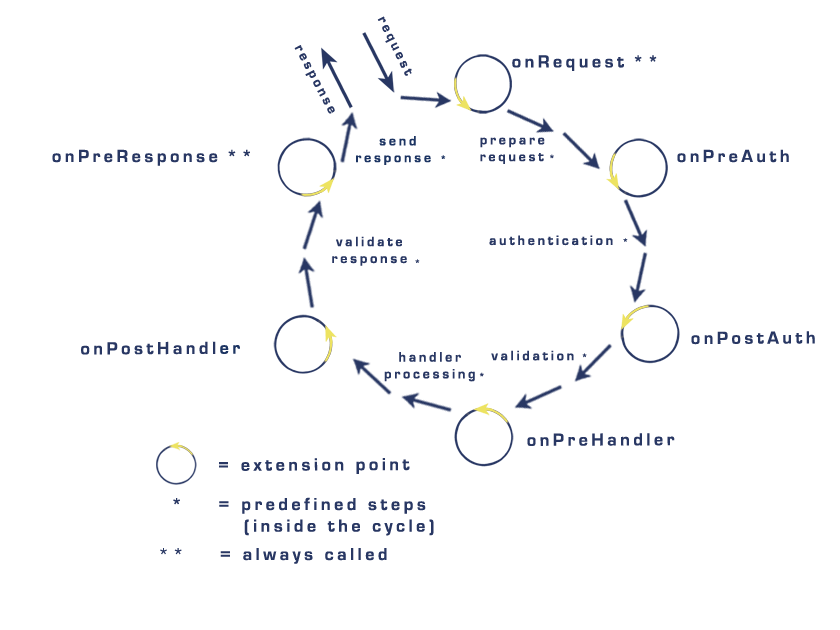 request
response
onRequest **
send
response *
prepare
request *
onPreResponse **
onPreAuth
authentication *
validate
response *
onPostAuth
onPostHandler
handler
processing *
validation *
onPreHandler
= extension point
* = predefined steps
(inside the cycle)
** = always called